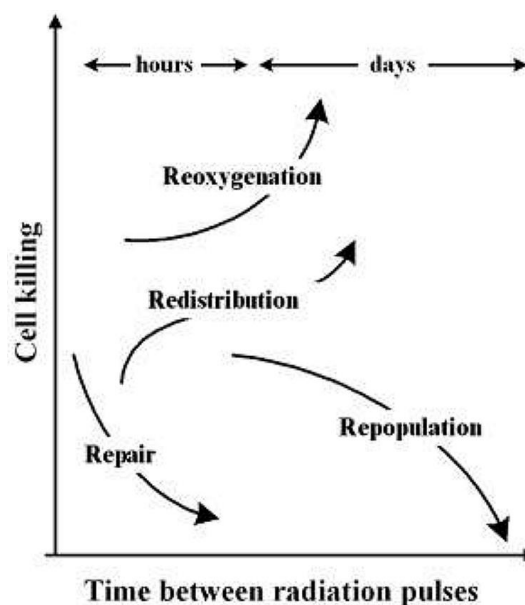 hours days
Reoxygenation
Redistribution
Repopulation
Repair
Cell killing
Time between radiation pulses